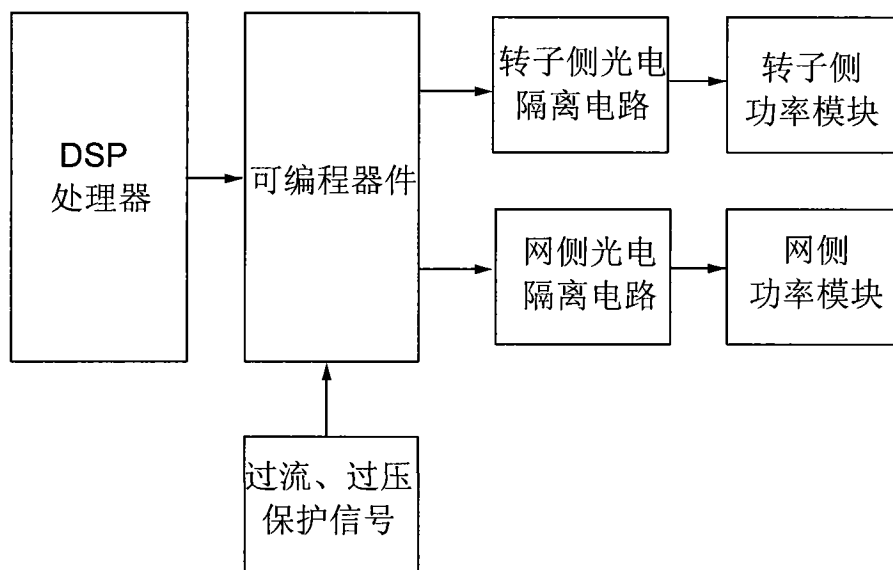 DSP
处理器
可编程器件
转子侧光电
隔离电路
转子侧
功率模块
网侧光电
隔离电路
网侧
功率模块
过流、过压
保护信号